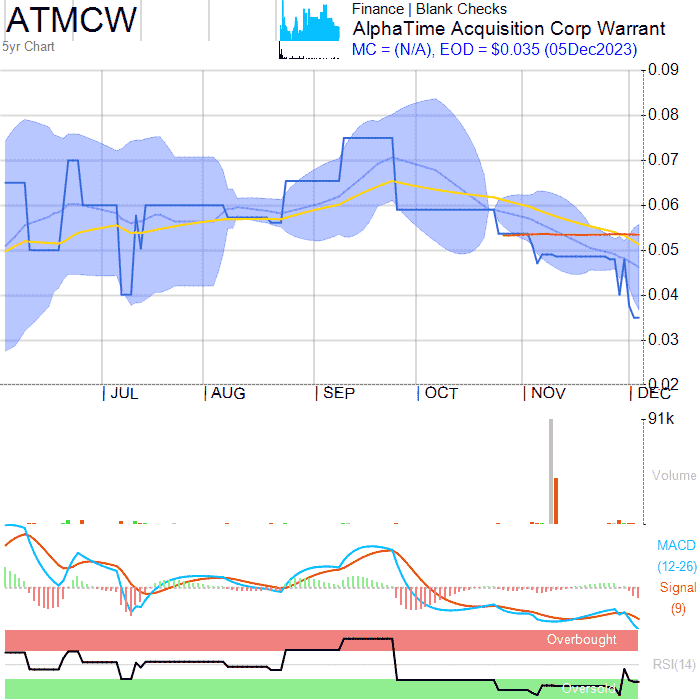 ATMCW
5yr Chart
Finance | Blank Checks
AlphaTime Acquisition Corp Warrant
MC = (N/A), EOD = $0.035 (05Dec2023)
0.09
0.08
0.07
0.06
0.05
0.04
0.03
0.02
JUL
AUG
SEP
OCT
NOV
DEC
91k
Volume
MACD
(12-26)
Signal
(9)
Overbought
RSI(14)
Oversold